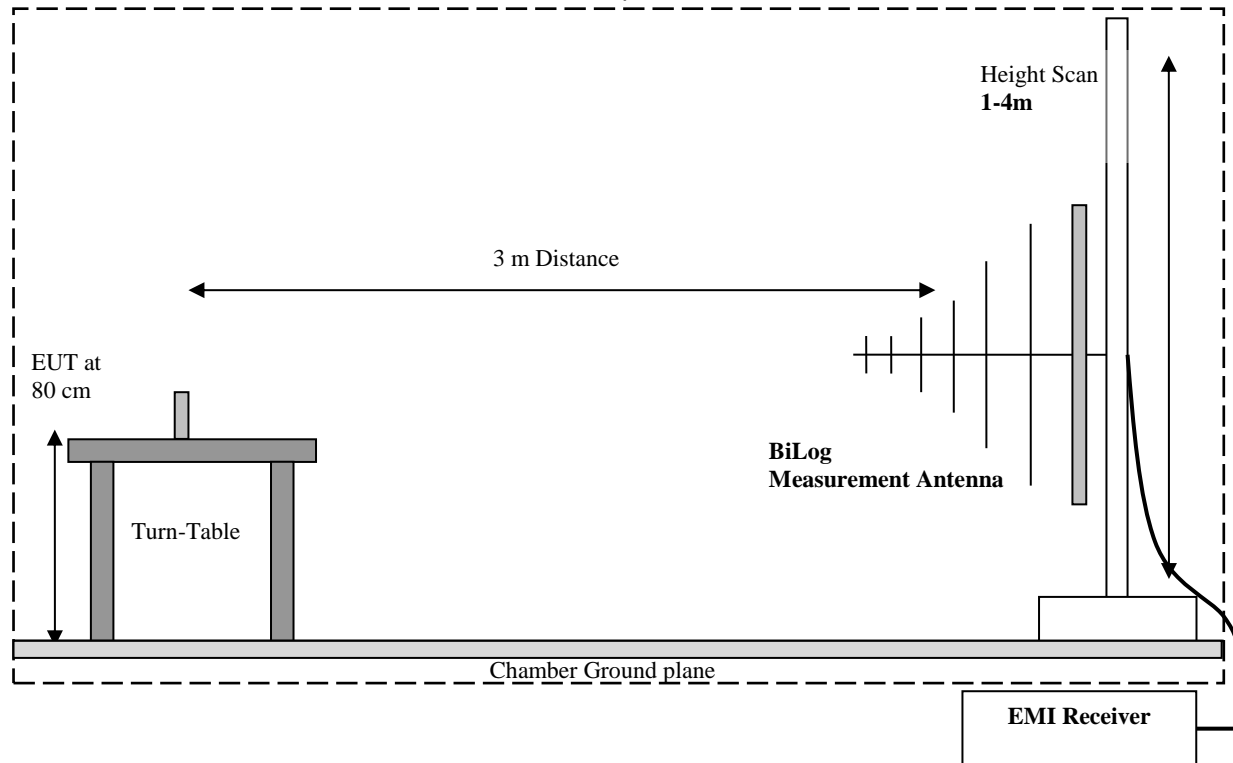 Height Scan
1-4m
3 m Distance
EUT at
80 cm
BiLog
Measurement Antenna
Turn-Table
Chamber Ground plane
EMI Receiver